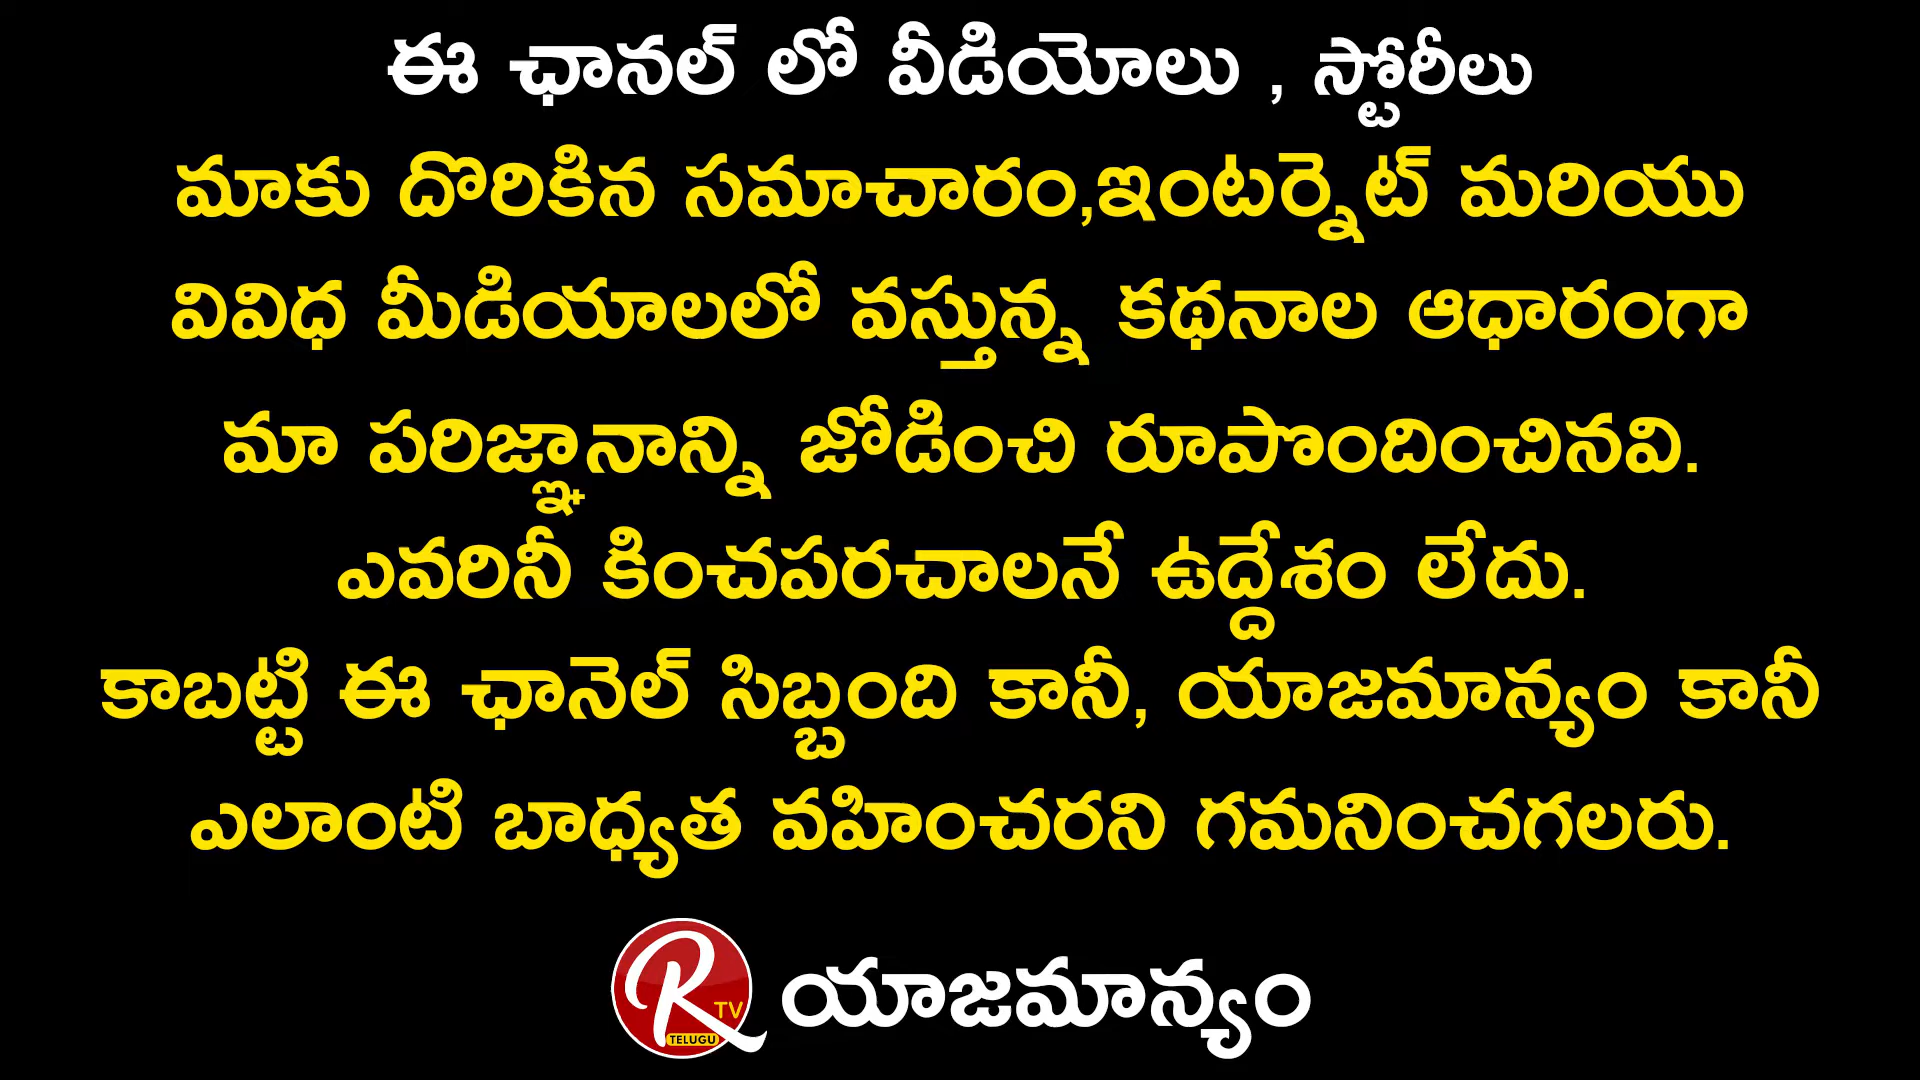 ఈ ఛానల్ లో వీడియోలు , స్టోరీలు
మాకు దొరికిన సమాచారం,ఇంటర్నెట్ మరియు
వివిధ మీడియాలలో వస్తున్న కథనాల ఆధారంగా
మా పరిజ్ఞానాన్ని జోడించి రూపొందించినవి.
ఎవరినీ కించపరచాలనే ఉద్దేశం లేదు.
కాబట్టి ఈ ఛానెల్ సిబ్బంది కానీ, యాజమాన్యం కానీ
ఎలాంటి బాధ్యత వహించరని గమనించగలరు.
R TV TELUGU యాజమాన్యం